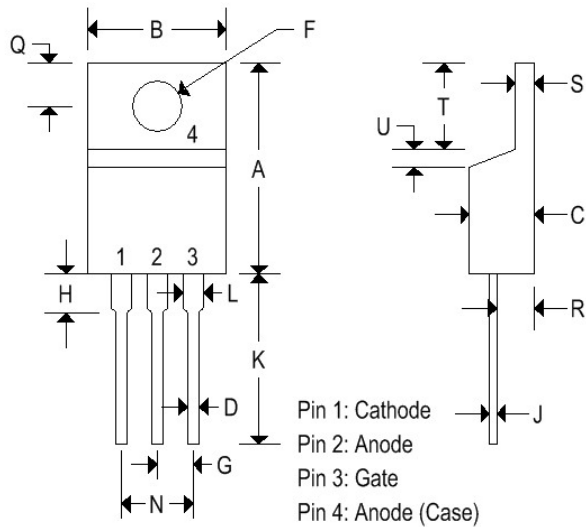 B
F
Q
S
T
4
U
A
C
1 2 3
H
L
R
K
D
J
G
N
Pin 1: Cathode
Pin 2: Anode
Pin 3: Gate
Pin 4: Anode (Case)